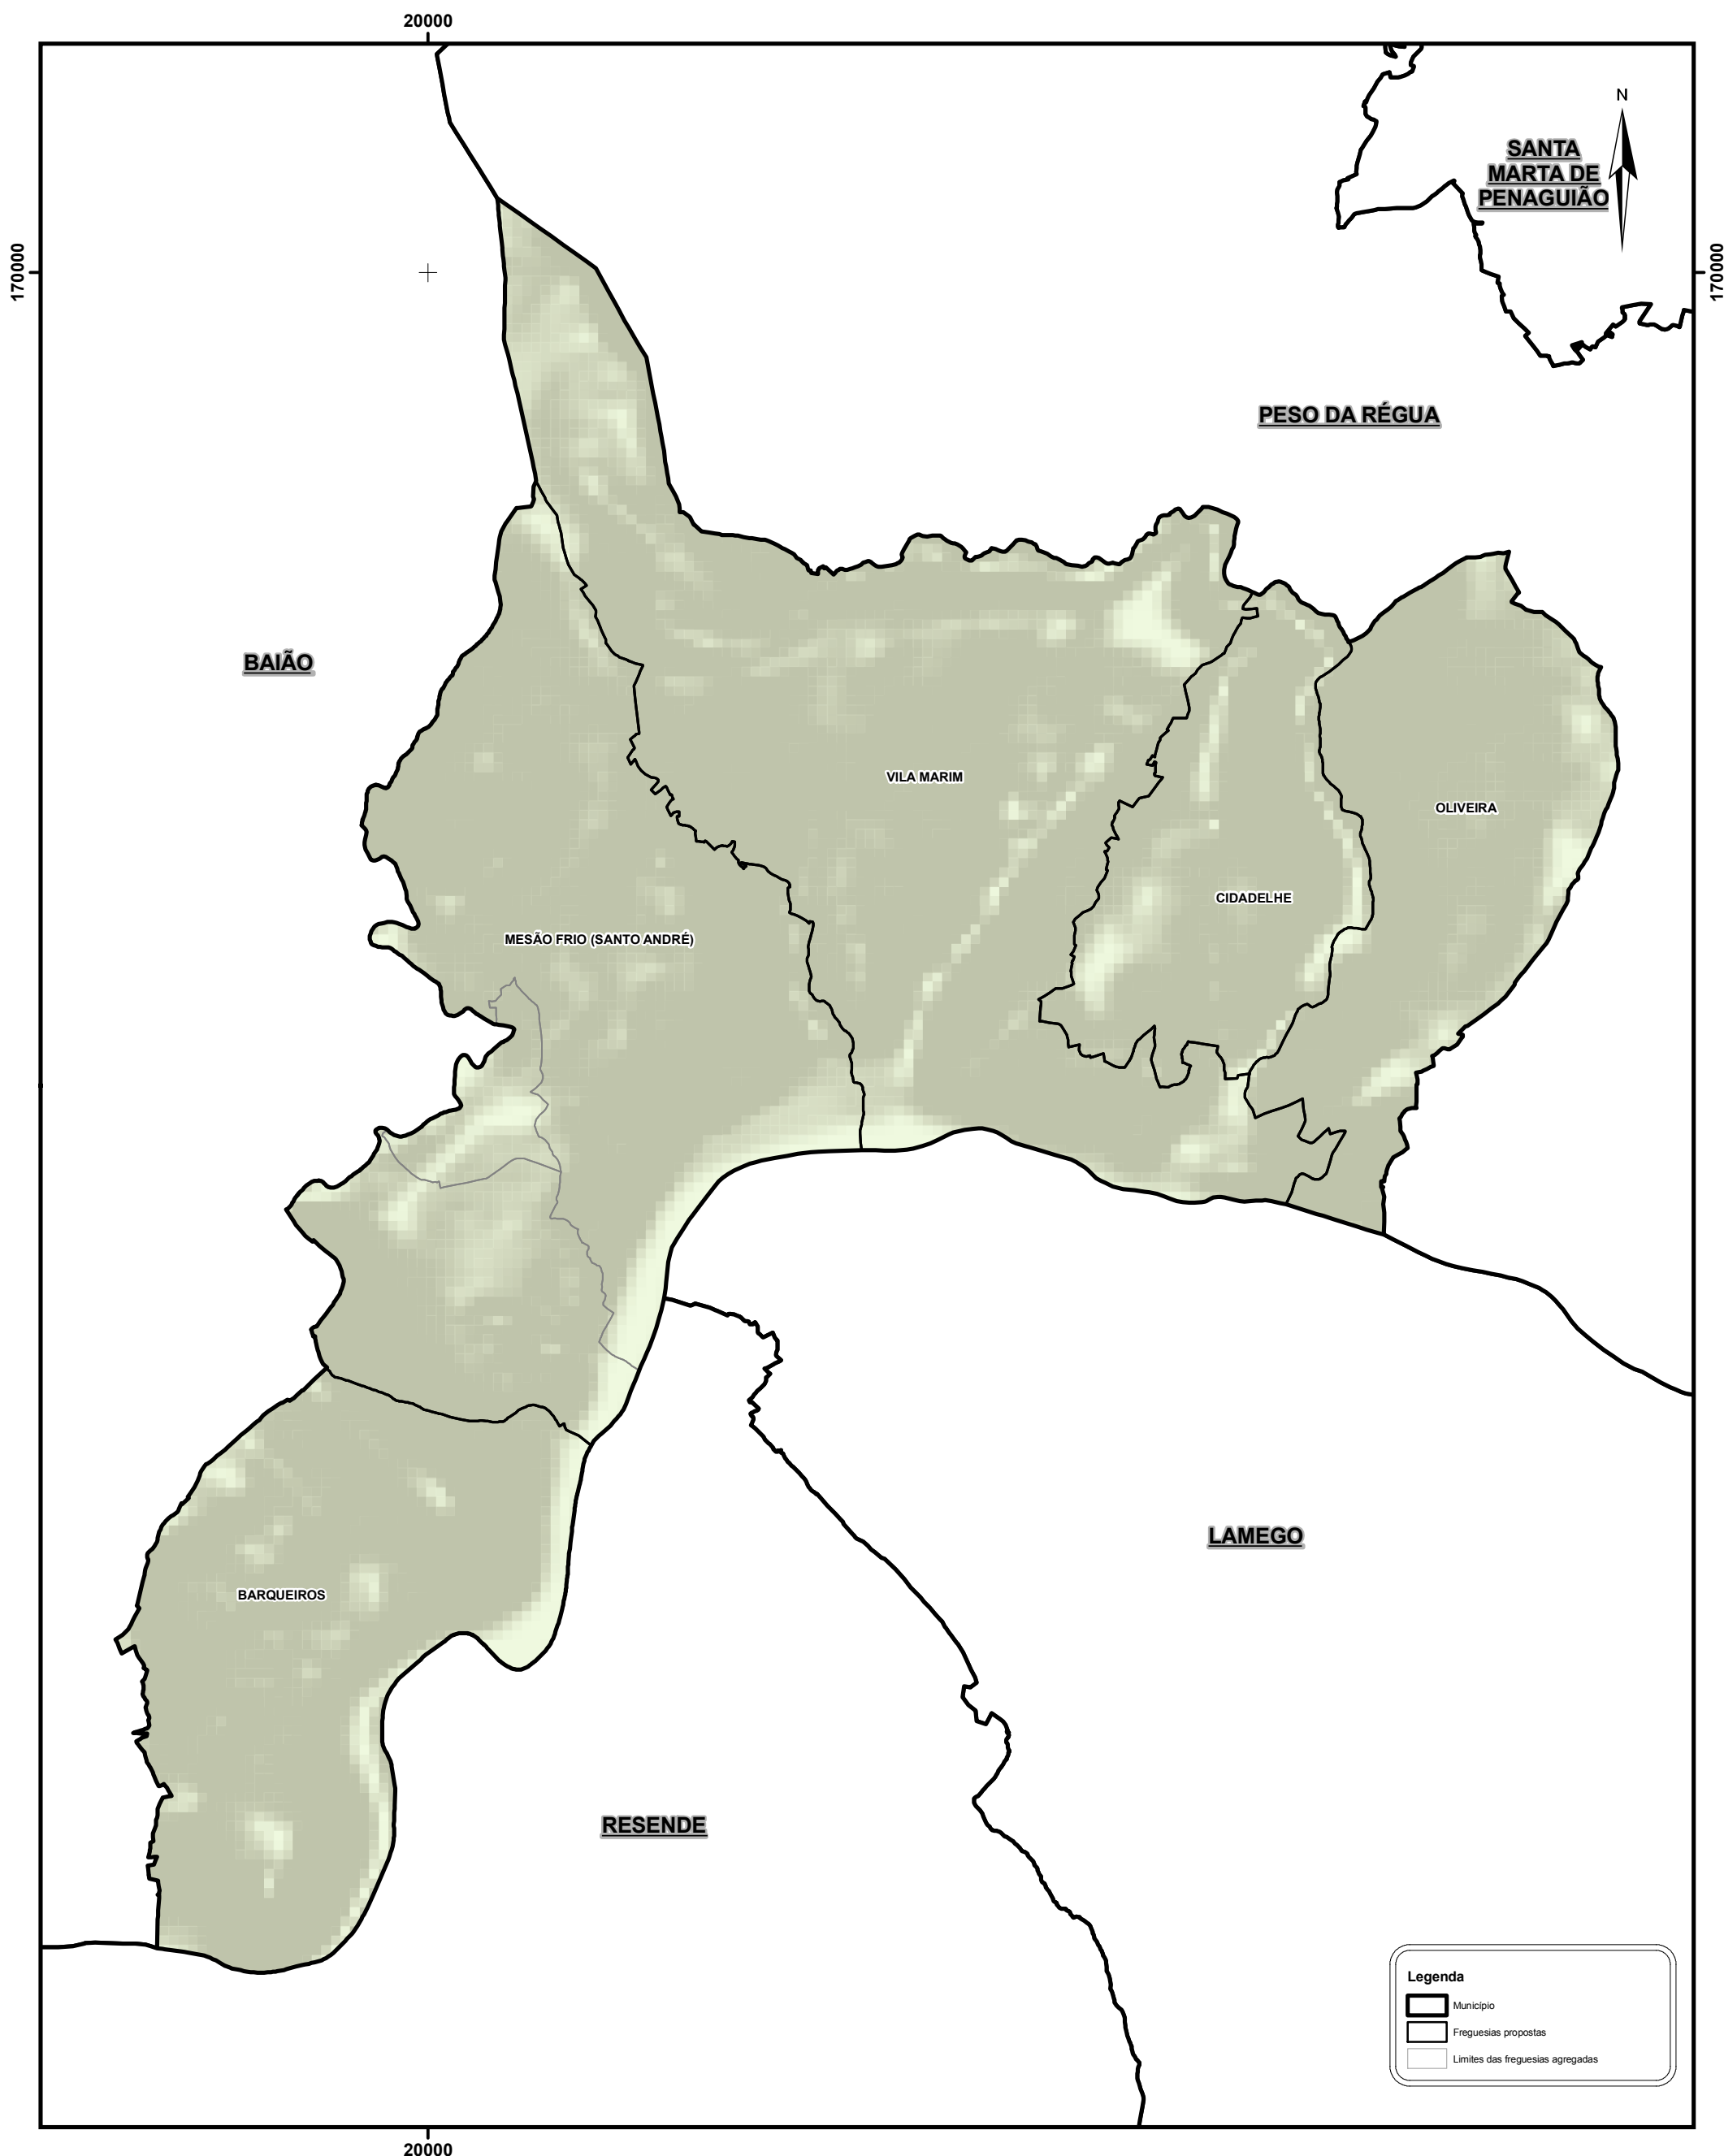 20000
N
SANTA
MARTA DE
PENAGUIÃO
170000
170000
PESO DA RÉGUA
BAIÃO
VILA MARIM
OLIVEIRA
CIDADELHE
MESÃO FRIO (SANTO ANDRÉ)
LAMEGO
BARQUEIROS
RESENDE
Legenda
Município
Freguesias propostas
Limites das freguesias agregadas
20000